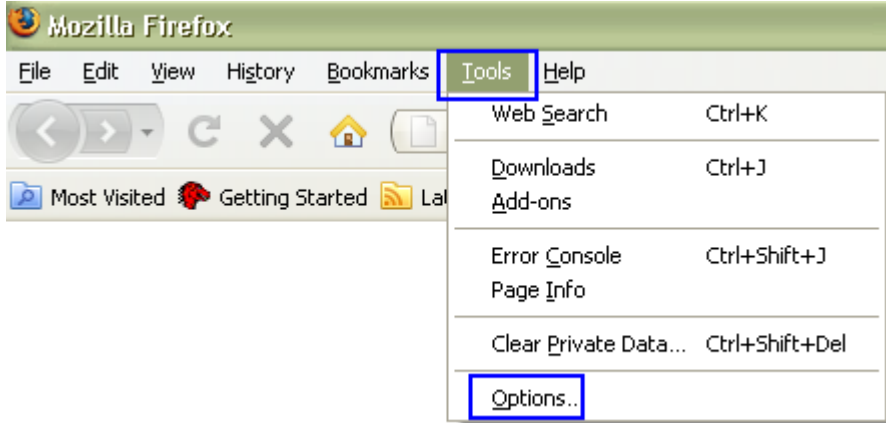 Mozilla Firefox
File Edit View History Bookmarks Tools Help
Web Search Ctrl+K
Downloads Ctrl+J
Most Visited Getting Started Lat
Add-ons
Error Console Ctrl+Shift+J
Page Info
Clear Private Data... Ctrl+Shift+Del
Options..